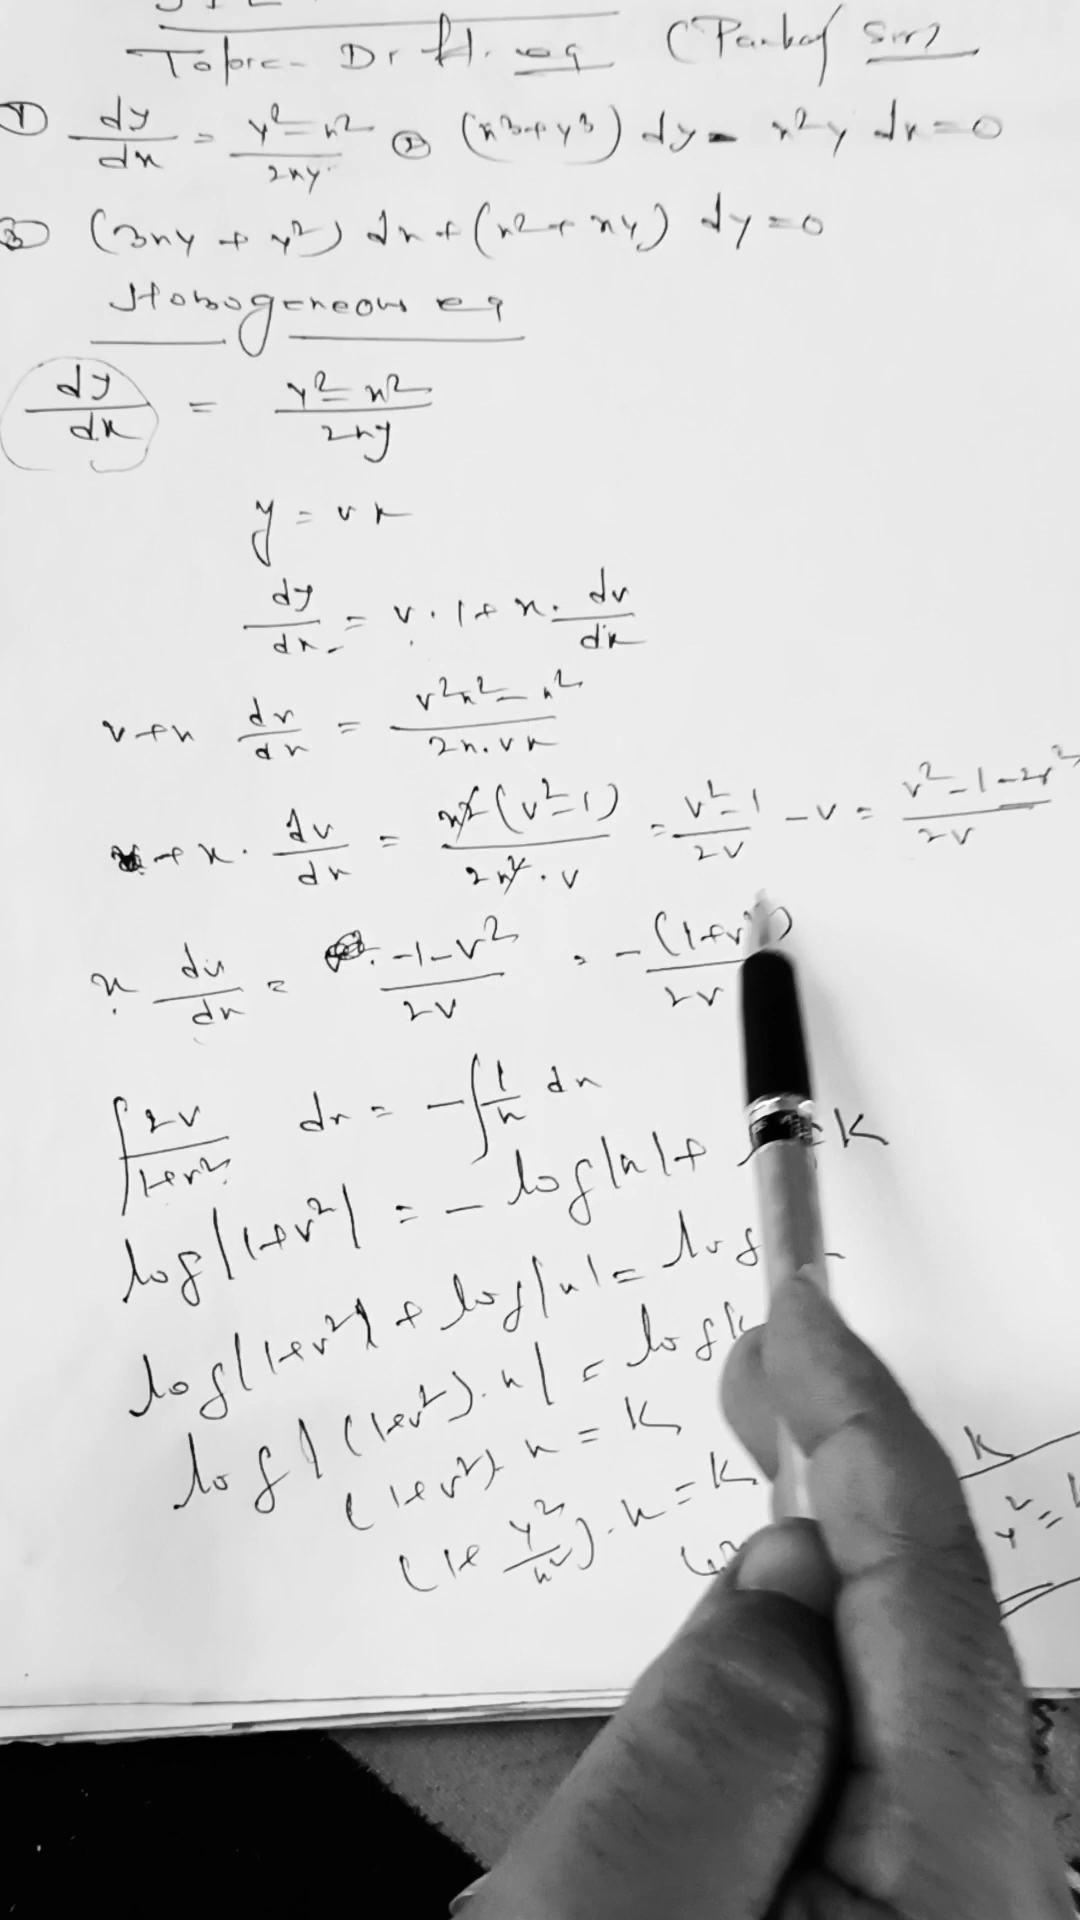 Topic- Diff. eq (Pankaj Sir)
① dy/dx = y²-x²/2xy ② (x³+y³) dy - x²y dx=0
③ (3xy + y²) dx + (x²+xy) dy=0
Homogeneous eq
dy/dx = y²-x²/2xy
y = vx
dy/dx = v.1 + x. dv/dx
v+x dv/dx = v²x²-x²/2x.vx
+ x. dv/dx = x²(v²-1)/2x².v = v²-1/2v - v = v²-1-2v²/2v
x dv/dx = -1-v²/2v = -(1+v²)/2v
∫2v/1+v² dv = -∫1/x dx
log|1+v²| = - log|x| + K
log|1+v²| + log|x| = log
log|(1+v²).x| = logk
(1+v²).x = K
(1+ y²/x²).x = K
K
y² =